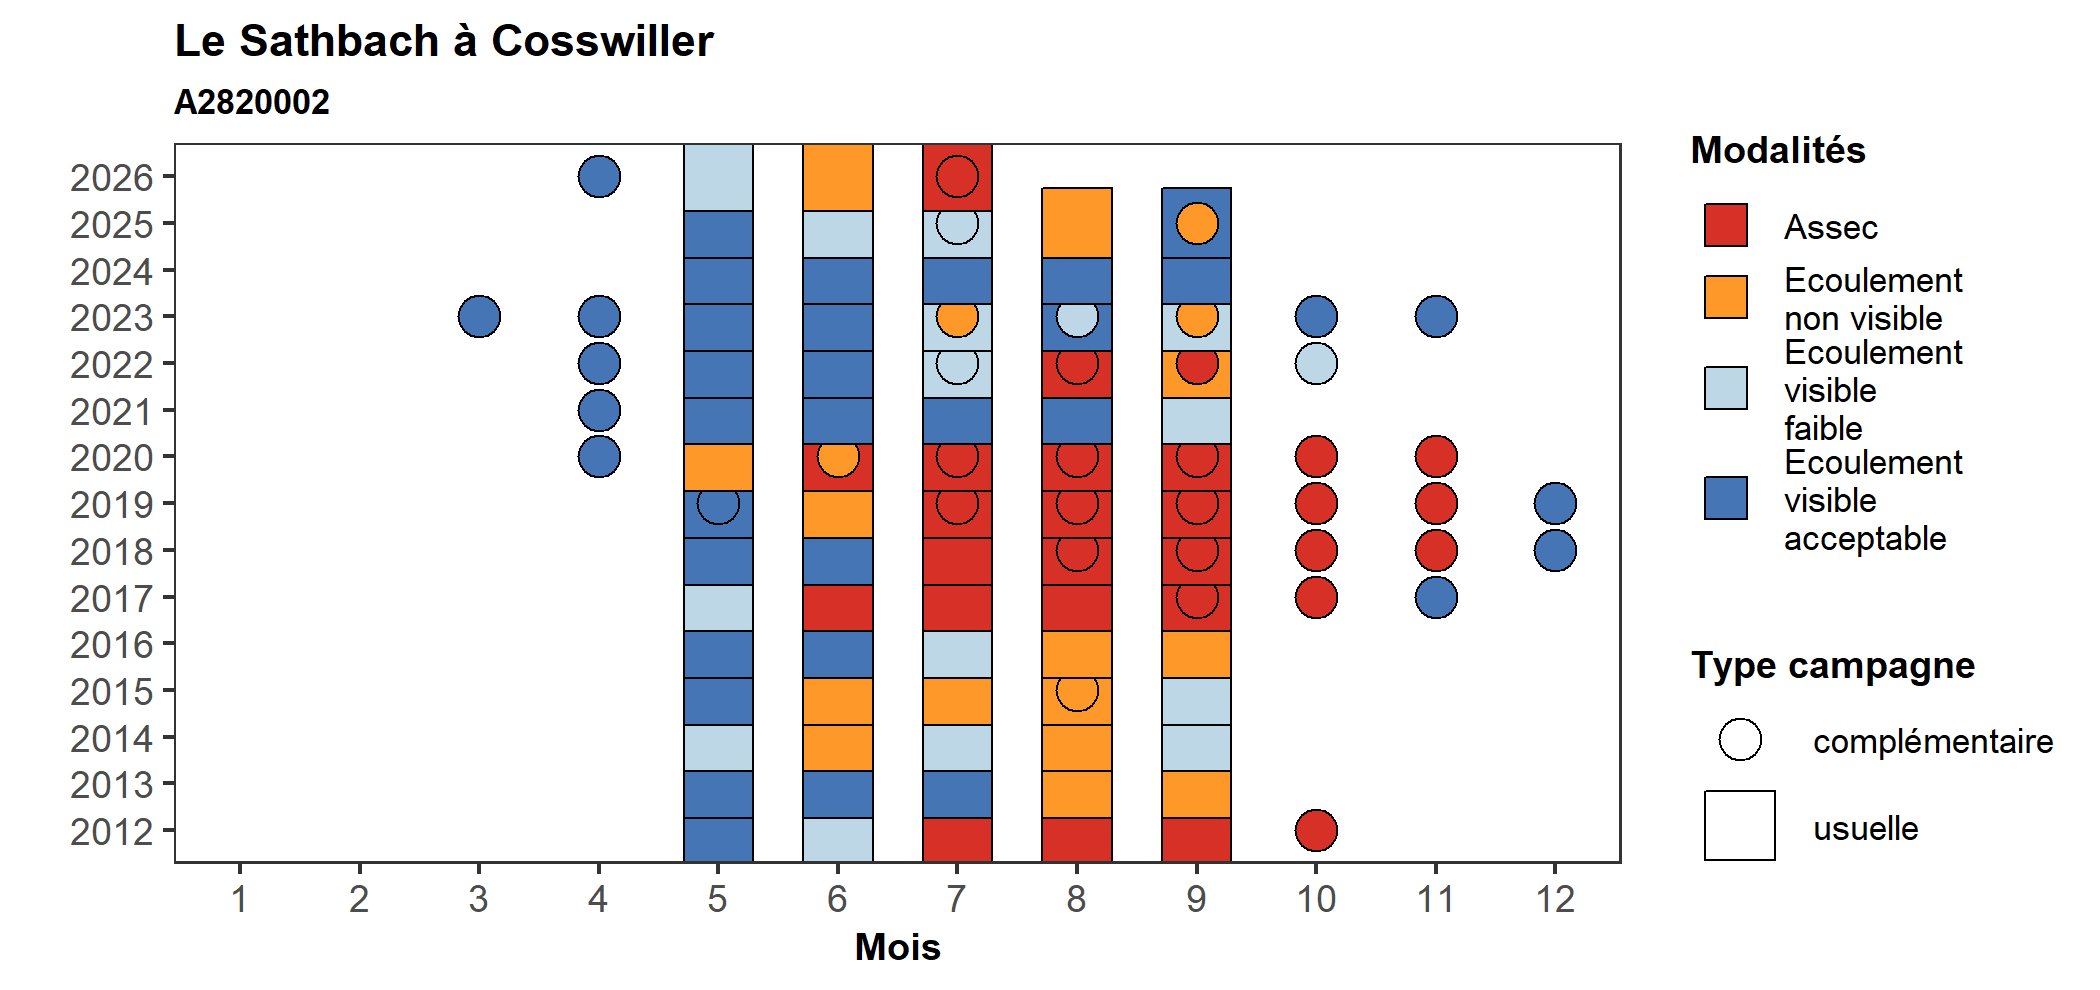 Le Sathbach à Cosswiller
A2820002
2026
2025
2024
2023
2022
2021
2020
2019
2018
2017
2016
2015
2014
2013
2012
1 2 3 4 5 6 7 8 9 10 11 12
Mois
Modalités
Assec
Ecoulement
non visible
Ecoulement
visible
faible
Ecoulement
visible
acceptable
Type campagne
complémentaire
usuelle